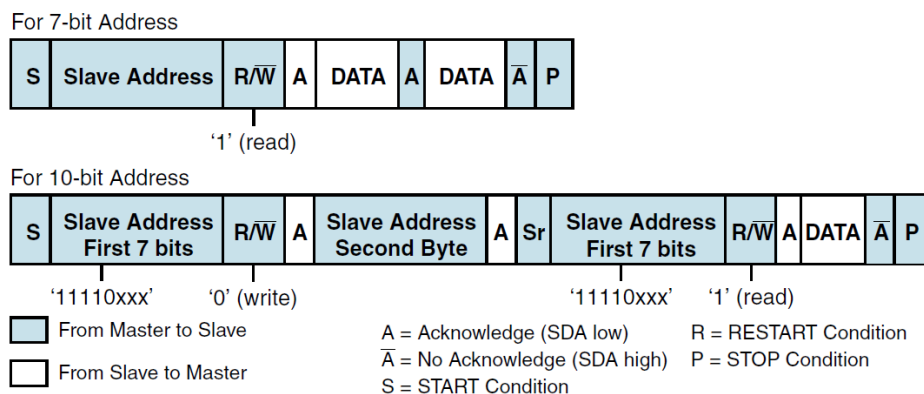 For 7-bit Address
S Slave Address R/W̅ A DATA A DATA A̅ P
‘1’ (read)
For 10-bit Address
S Slave Address First 7 bits R/W̅ A Slave Address Second Byte A Sr Slave Address First 7 bits R/W̅ A DATA A̅ P
‘11110xxx’ ‘0’ (write) ‘11110xxx’ ‘1’ (read)
From Master to Slave
From Slave to Master
A = Acknowledge (SDA low)
A̅ = No Acknowledge (SDA high)
S = START Condition
R = RESTART Condition
P = STOP Condition